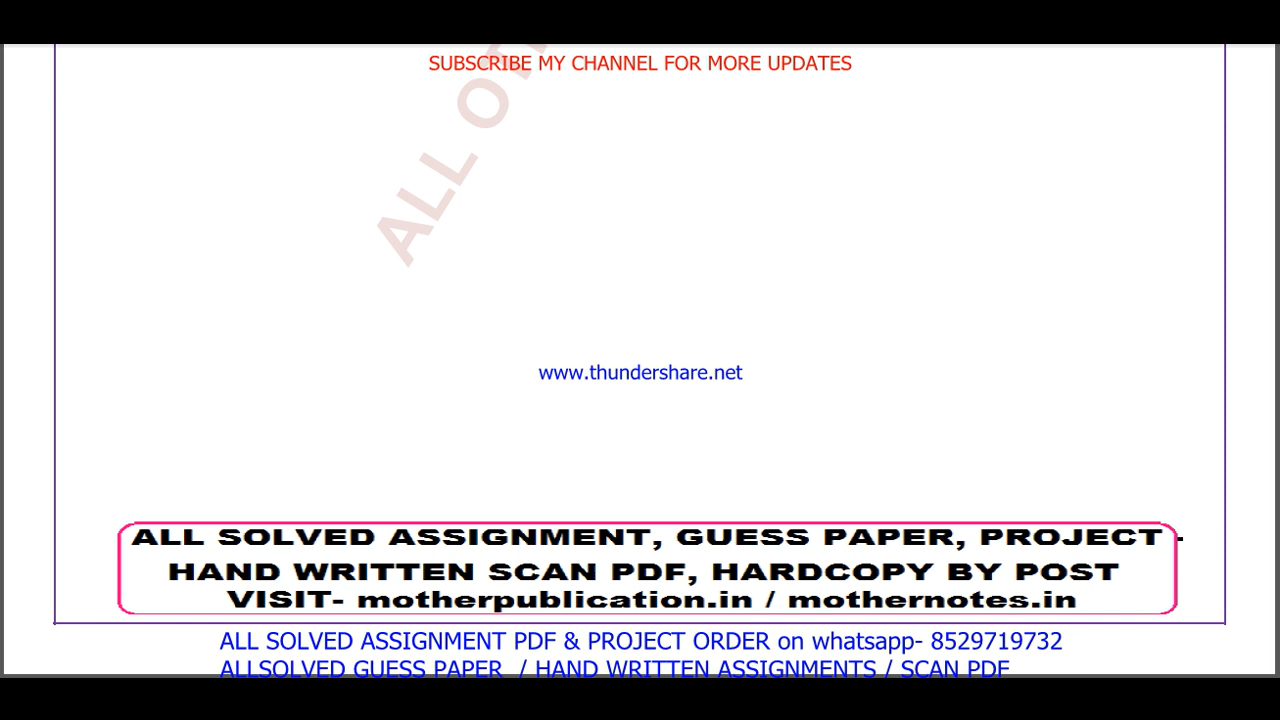 SUBSCRIBE MY CHANNEL FOR MORE UPDATES
ALL
www.thundershare.net
ALL SOLVED ASSIGNMENT, GUESS PAPER, PROJECT -
HAND WRITTEN SCAN PDF, HARDCOPY BY POST
VISIT- motherpublication.in / mothernotes.in
ALL SOLVED ASSIGNMENT PDF & PROJECT ORDER on whatsapp- 8529719732
ALLSOLVED GUESS PAPER / HAND WRITTEN ASSIGNMENTS / SCAN PDF